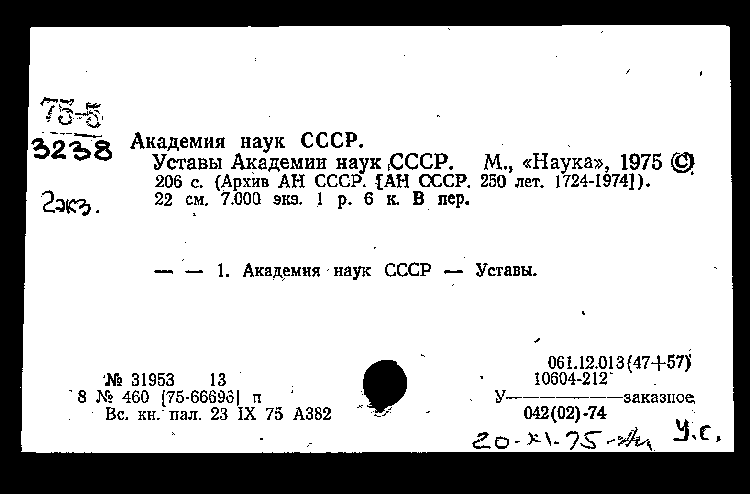 75-5
3238
2 экз.
Академия наук СССР.
Уставы Академии наук СССР. М., «Наука», 1975 ©
206 с. (Архив АН СССР. [АН СССР. 250 лет. 1724-1974]).
22 см. 7.000 экз. 1 р. 6 к. В пер.
— — 1. Академия наук СССР — Уставы.
№ 31953 13
8 № 460 [75-66696] п
Вс. кн. пал. 23 IX 75 А382
061.12.013(47+57)
10604-212
У————заказное
042(02)-74
20-XI-75
У.С.